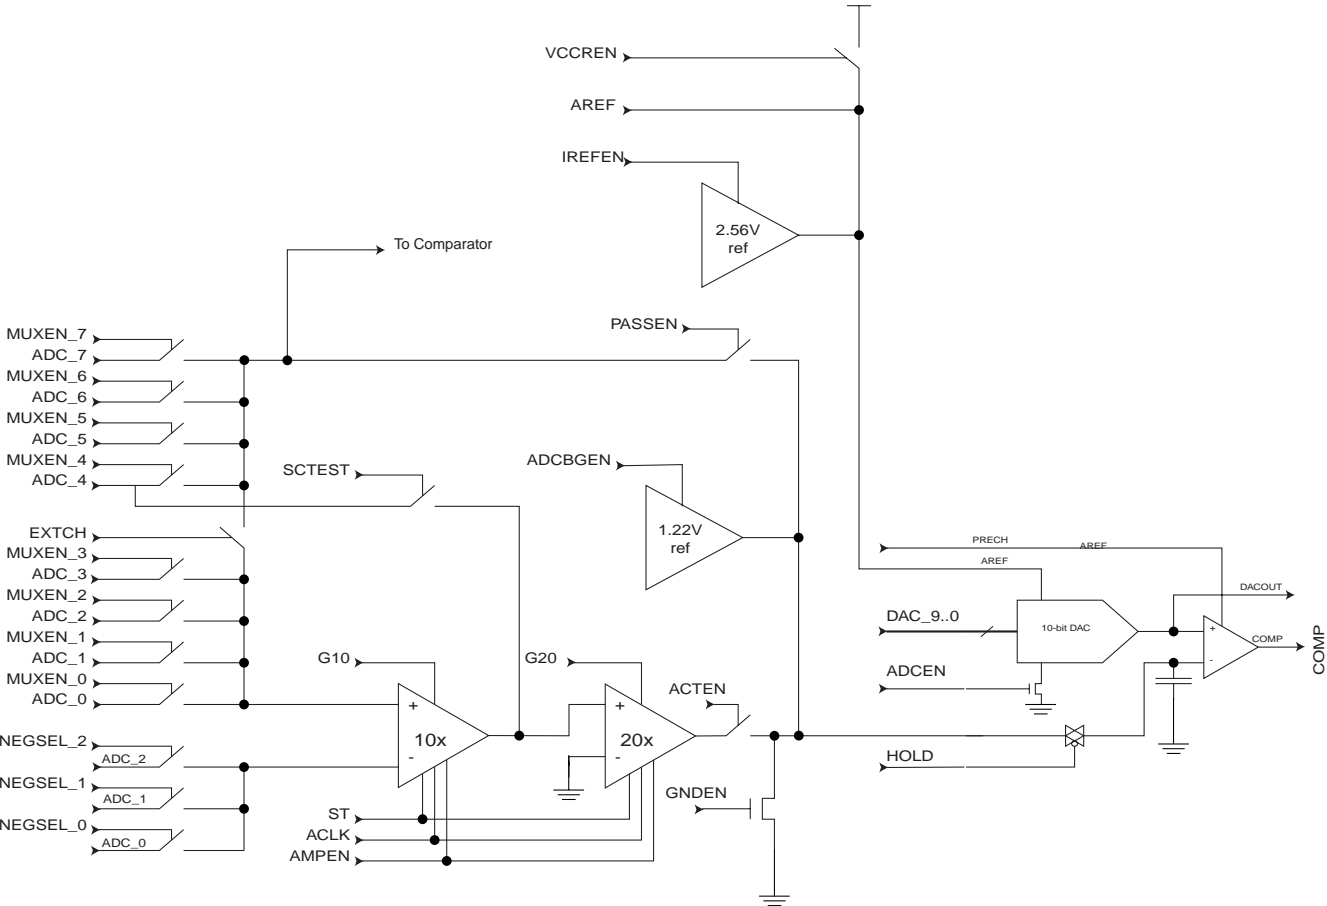 VCCREN
AREF
IREFEN
2.56V
ref
To Comparator
PASSEN
MUXEN_7
ADC_7
MUXEN_6
ADC_6
MUXEN_5
ADC_5
MUXEN_4
ADC_4
SCTEST
ADCBGEN
1.22V
ref
EXTCH
MUXEN_3
ADC_3
MUXEN_2
ADC_2
MUXEN_1
ADC_1
MUXEN_0
ADC_0
PRECH
AREF
AREF
DACOUT
DAC_9..0
10-bit DAC
+
-
COMP
COMP
ADCEN
G10
G20
ACTEN
+
10x
-
+
20x
-
HOLD
NEGSEL_2
ADC_2
NEGSEL_1
ADC_1
NEGSEL_0
ADC_0
GNDEN
ST
ACLK
AMPEN